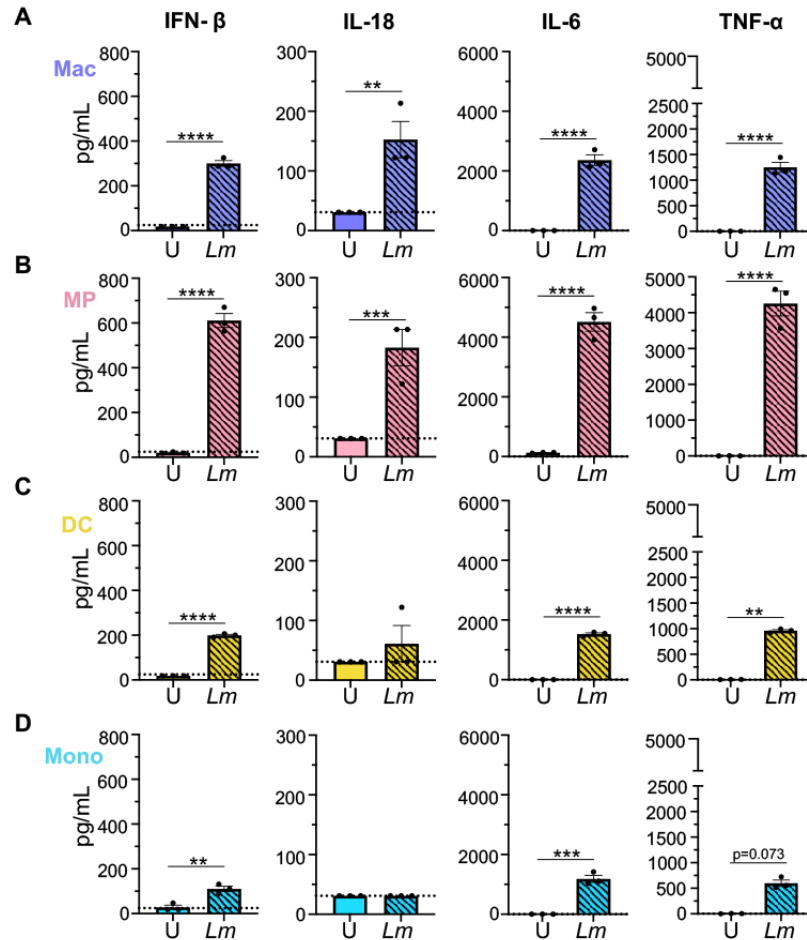 A
IFN- β
IL-18
IL-6
TNF-α
Mac
pg/mL
800
600
400
200
0
****
U
Lm
300
200
100
0
**
U
Lm
6000
4000
2000
0
****
U
Lm
5000
2500
2000
1500
1000
500
0
****
U
Lm
B
MP
pg/mL
800
600
400
200
0
****
U
Lm
300
200
100
0
***
U
Lm
6000
4000
2000
0
****
U
Lm
5000
4000
3000
2000
1000
0
****
U
Lm
C
DC
pg/mL
800
600
400
200
0
****
U
Lm
300
200
100
0
U
Lm
6000
4000
2000
0
****
U
Lm
5000
2500
2000
1500
1000
500
0
**
U
Lm
D
Mono
pg/mL
800
600
400
200
0
**
U
Lm
300
200
100
0
U
Lm
6000
4000
2000
0
***
U
Lm
5000
2500
2000
1500
1000
500
0
p=0.073
U
Lm